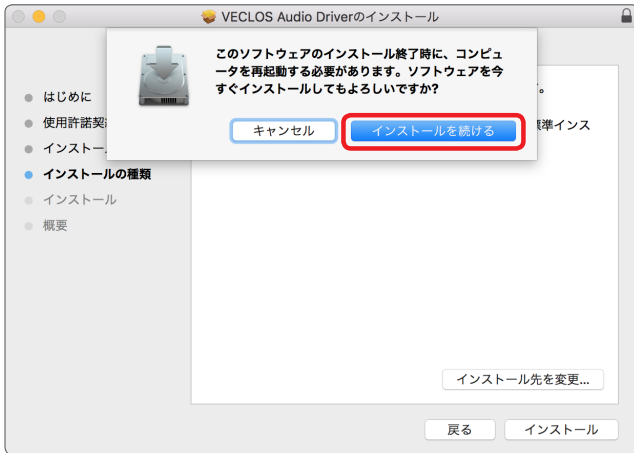 VECLOS Audio Driverのインストール
このソフトウェアのインストール終了時に、コンピュ
ータを再起動する必要があります。ソフトウェアを今
すぐインストールしてもよろしいですか?
キャンセル
インストールを続ける
はじめに
使用許諾契
インストー
インストールの種類
インストール
概要
。
標準インス
インストール先を変更...
戻る
インストール